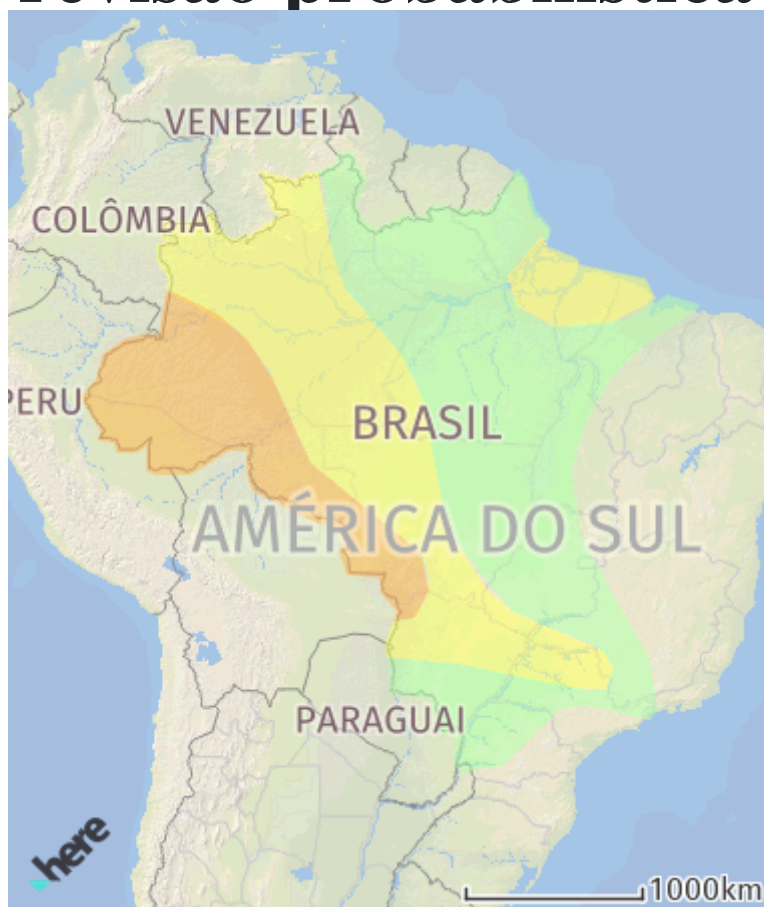 VENEZUELA
COLÔMBIA
PERU
BRASIL
AMÉRICA DO SUL
PARAGUAI
here
1000km